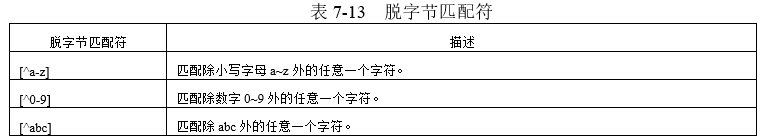 表 7-13 脱字节匹配符
脱字节匹配符 描述
[^a-z] 匹配除小写字母 a~z 外的任意一个字符。
[^0-9] 匹配除数字 0~9 外的任意一个字符。
[^abc] 匹配除 abc 外的任意一个字符。